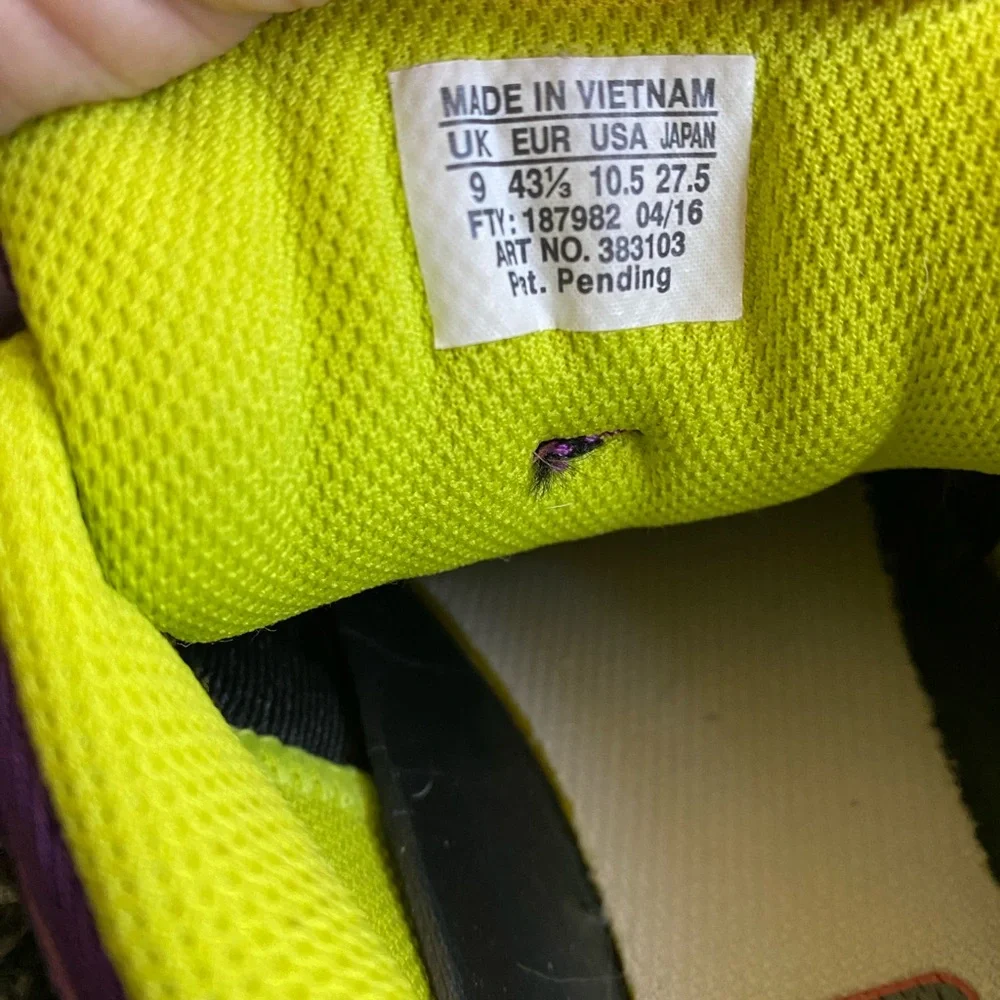 MADE IN VIETNAM
UK EUR USA JAPAN
9 43⅓ 10.5 27.5
FTY: 187982 04/16
ART NO. 383103
Pat. Pending